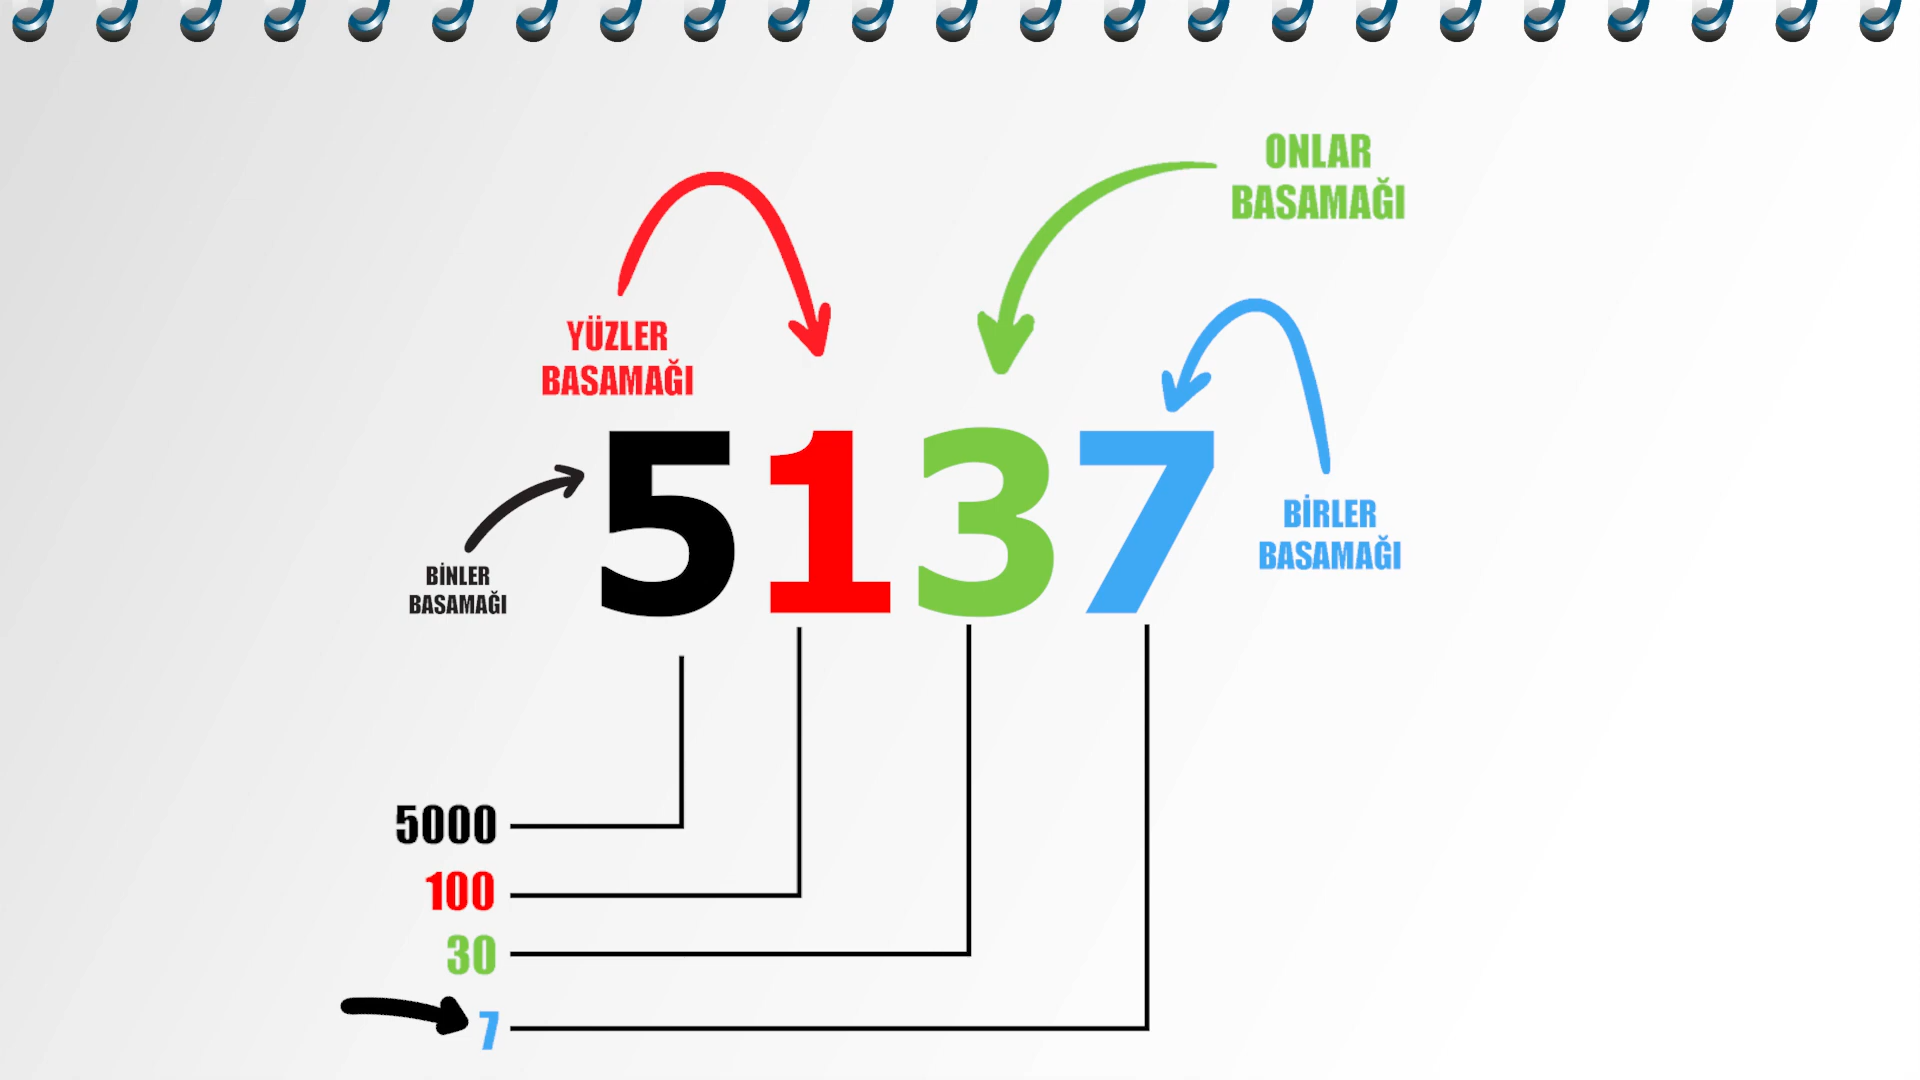 ONLAR
BASAMAĞI
YÜZLER
BASAMAĞI
5137
BİRLER
BASAMAĞI
BİNLER
BASAMAĞI
5000
100
30
7